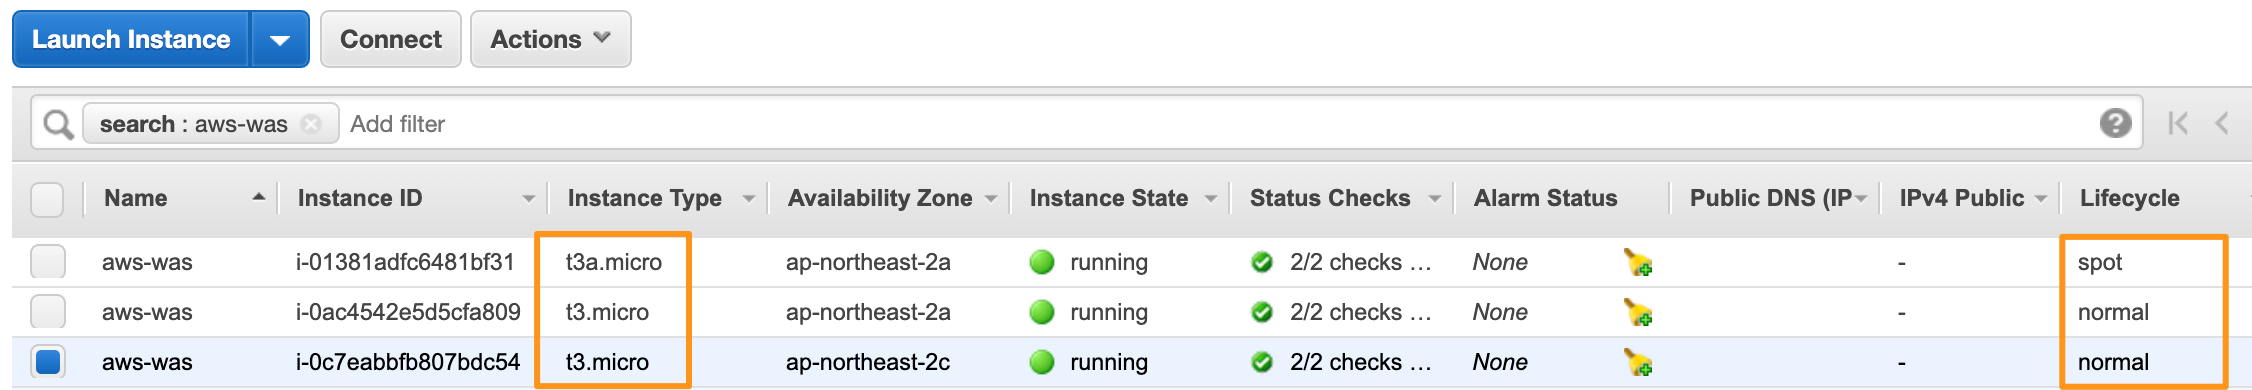 Launch Instance Connect Actions
search : aws-was Add filter
Name Instance ID Instance Type Availability Zone Instance State Status Checks Alarm Status Public DNS (IP IPv4 Public Lifecycle
aws-was i-01381adfc6481bf31 t3a.micro ap-northeast-2a running 2/2 checks ... None - spot
aws-was i-0ac4542e5d5cfa809 t3.micro ap-northeast-2a running 2/2 checks ... None - normal
aws-was i-0c7eabbfb807bdc54 t3.micro ap-northeast-2c running 2/2 checks ... None - normal